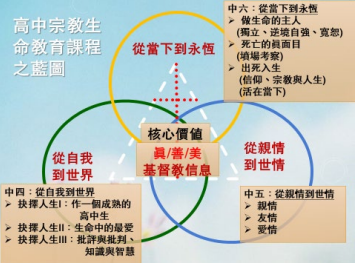 高中宗教生
命教育課程
之藍圖
從當下到永恆
中六：從當下到永恆
➤ 做生命的主人
(獨立、逆境自強、寬恕)
➤ 死亡的眞面目
(墳場考察)
➤ 出死入生
(信仰、宗教與人生)
(活在當下)
核心價值
眞/善/美
基督教信息
從自我
到世界
從親情
到世情
中四：從自我到世界
➤ 抉擇人生I：作一個成熟的
高中生
➤ 抉擇人生II：生命中的最愛
➤ 抉擇人生III：批評與批判、
知識與智慧
中五：從親情到世情
➤ 親情
➤ 友情
➤ 愛情